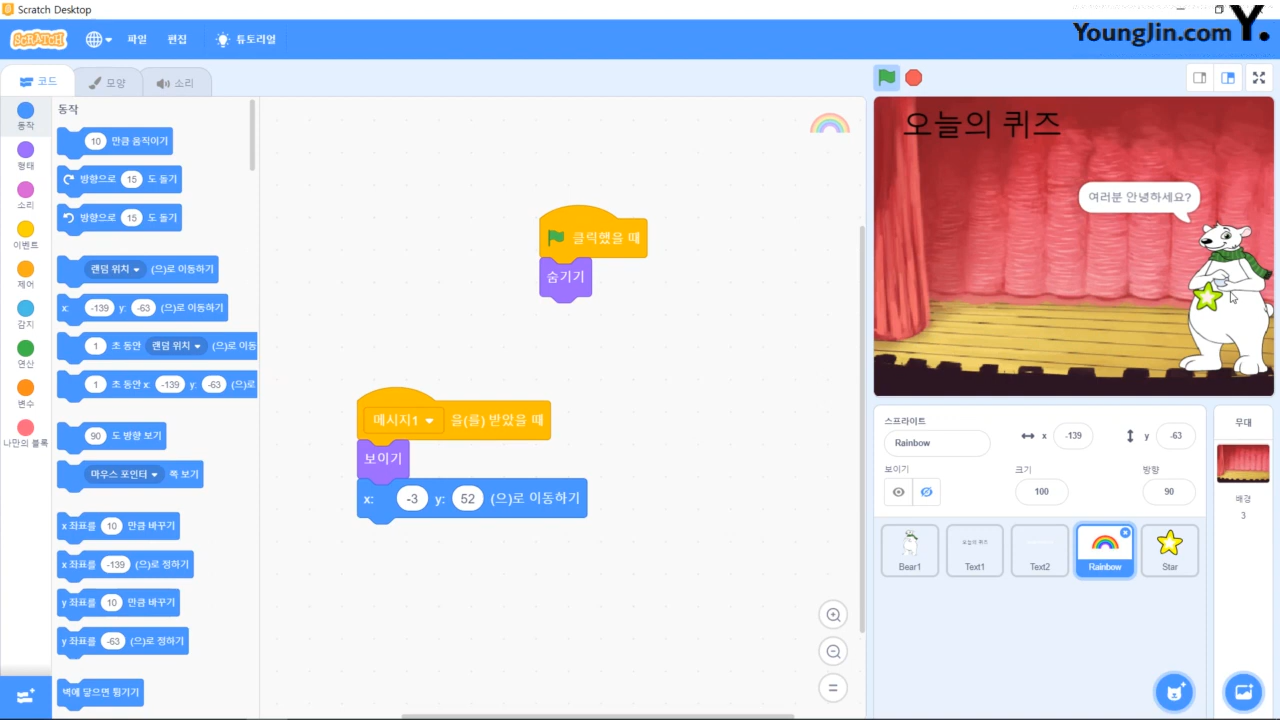 Scratch Desktop
YoungJin.com Y.
SCRATCH
파일
편집
튜토리얼
코드
모양
소리
동작
형태
소리
이벤트
제어
감지
연산
변수
나만의 블록
동작
10 만큼 움직이기
방향으로 15 도 돌기
방향으로 15 도 돌기
랜덤 위치 (으)로 이동하기
x: -139 y: -63 (으)로 이동하기
1 초 동안 랜덤 위치 (으)로 이동
1 초 동안 x: -139 y: -63 (으)로
90 도 방향 보기
마우스 포인터 쪽 보기
x 좌표를 10 만큼 바꾸기
x 좌표를 -139 (으)로 정하기
y 좌표를 10 만큼 바꾸기
y 좌표를 -63 (으)로 정하기
벽에 닿으면 튕기기
클릭했을 때
숨기기
메시지1 을(를) 받았을 때
보이기
x: -3 y: 52 (으)로 이동하기
오늘의 퀴즈
여러분 안녕하세요?
스프라이트
Rainbow
x -139
y -63
보이기
크기
100
방향
90
Bear1
오늘의 퀴즈
Text1
Text2
Rainbow
Star
무대
배경
3